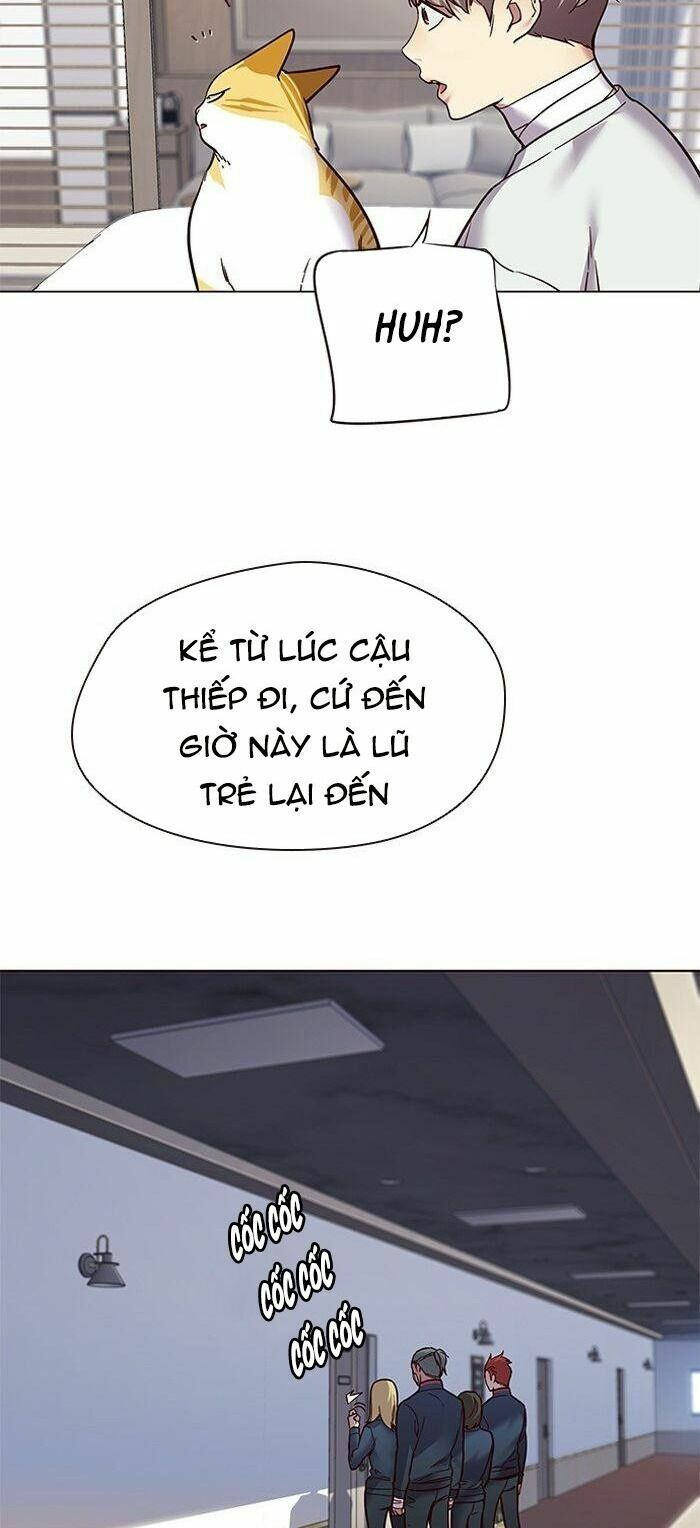 HUH?
KỂ TỪ LÚC CẬU
THIẾP ĐI, CỨ ĐẾN
GIỜ NÀY LÀ LŨ
TRẺ LẠI ĐẾN
CỐC CỐC
CỐC CỐC
CỐC CỐC